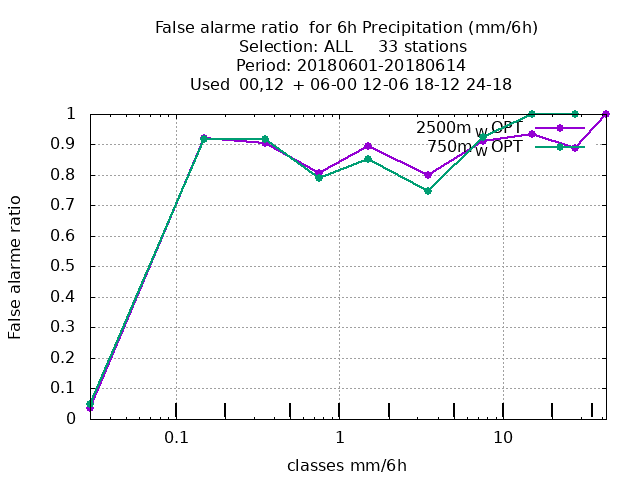 False alarme ratio  for 6h Precipitation (mm/6h)
Selection: ALL     33 stations
Period: 20180601-20180614
Used  00,12  + 06-00 12-06 18-12 24-18
2500m wOPT
750m wOPT
1
0.9
0.8
0.7
0.6
0.5
0.4
0.3
0.2
0.1
0
False alarme ratio
0.1 1 10
classes mm/6h